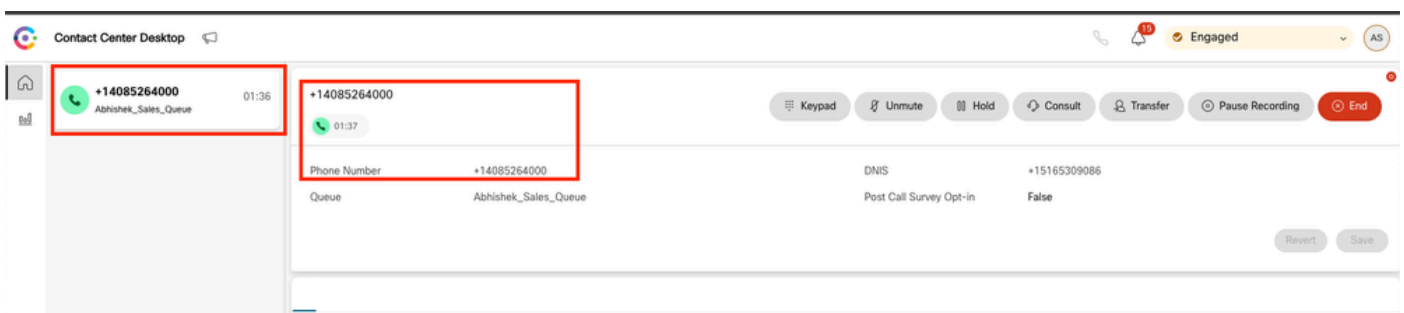 Contact Center Desktop
15
Engaged
AS
+14085264000
01:36
Abhishek_Sales_Queue
+14085264000
01:37
Keypad
Unmute
Hold
Consult
Transfer
Pause Recording
End
Phone Number
+14085264000
DNIS
+15165309086
Queue
Abhishek_Sales_Queue
Post Call Survey Opt-in
False
Revert
Save